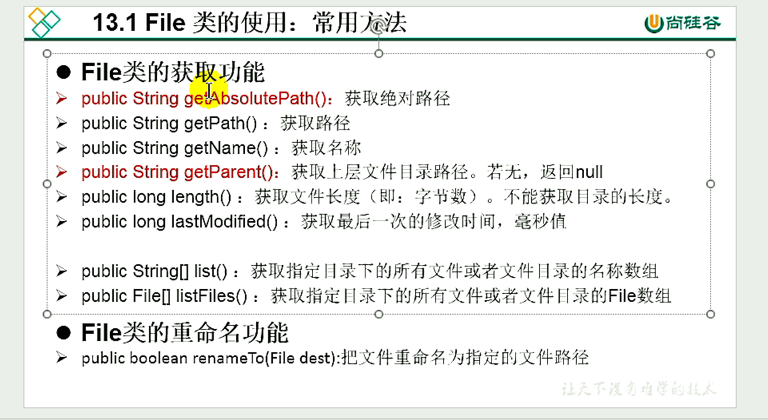 13.1 File 类的使用：常用方法
尚硅谷
File类的获取功能
public String getAbsolutePath()：获取绝对路径
public String getPath() ：获取路径
public String getName() ：获取名称
public String getParent()：获取上层文件目录路径。若无，返回null
public long length() ：获取文件长度（即：字节数）。不能获取目录的长度。
public long lastModified() ：获取最后一次的修改时间，毫秒值
public String[] list() ：获取指定目录下的所有文件或者文件目录的名称数组
public File[] listFiles() ：获取指定目录下的所有文件或者文件目录的File数组
File类的重命名功能
public boolean renameTo(File dest):把文件重命名为指定的文件路径
让天下没有难学的技术